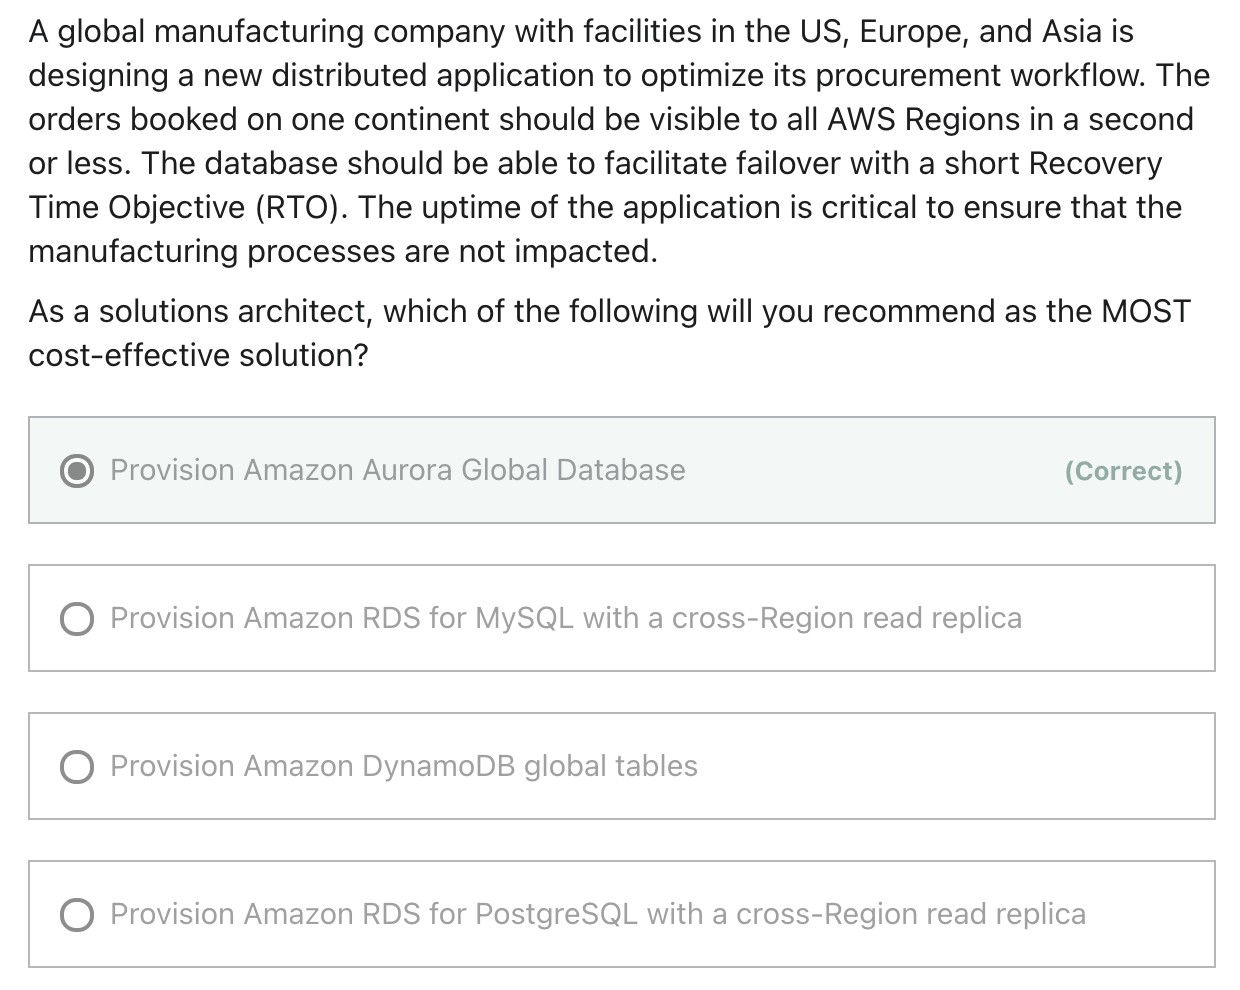 A global manufacturing company with facilities in the US, Europe, and Asia is
designing a new distributed application to optimize its procurement workflow. The
orders booked on one continent should be visible to all AWS Regions in a second
or less. The database should be able to facilitate failover with a short Recovery
Time Objective (RTO). The uptime of the application is critical to ensure that the
manufacturing processes are not impacted.
As a solutions architect, which of the following will you recommend as the MOST
cost-effective solution?
Provision Amazon Aurora Global Database (Correct)
Provision Amazon RDS for MySQL with a cross-Region read replica
Provision Amazon DynamoDB global tables
Provision Amazon RDS for PostgreSQL with a cross-Region read replica